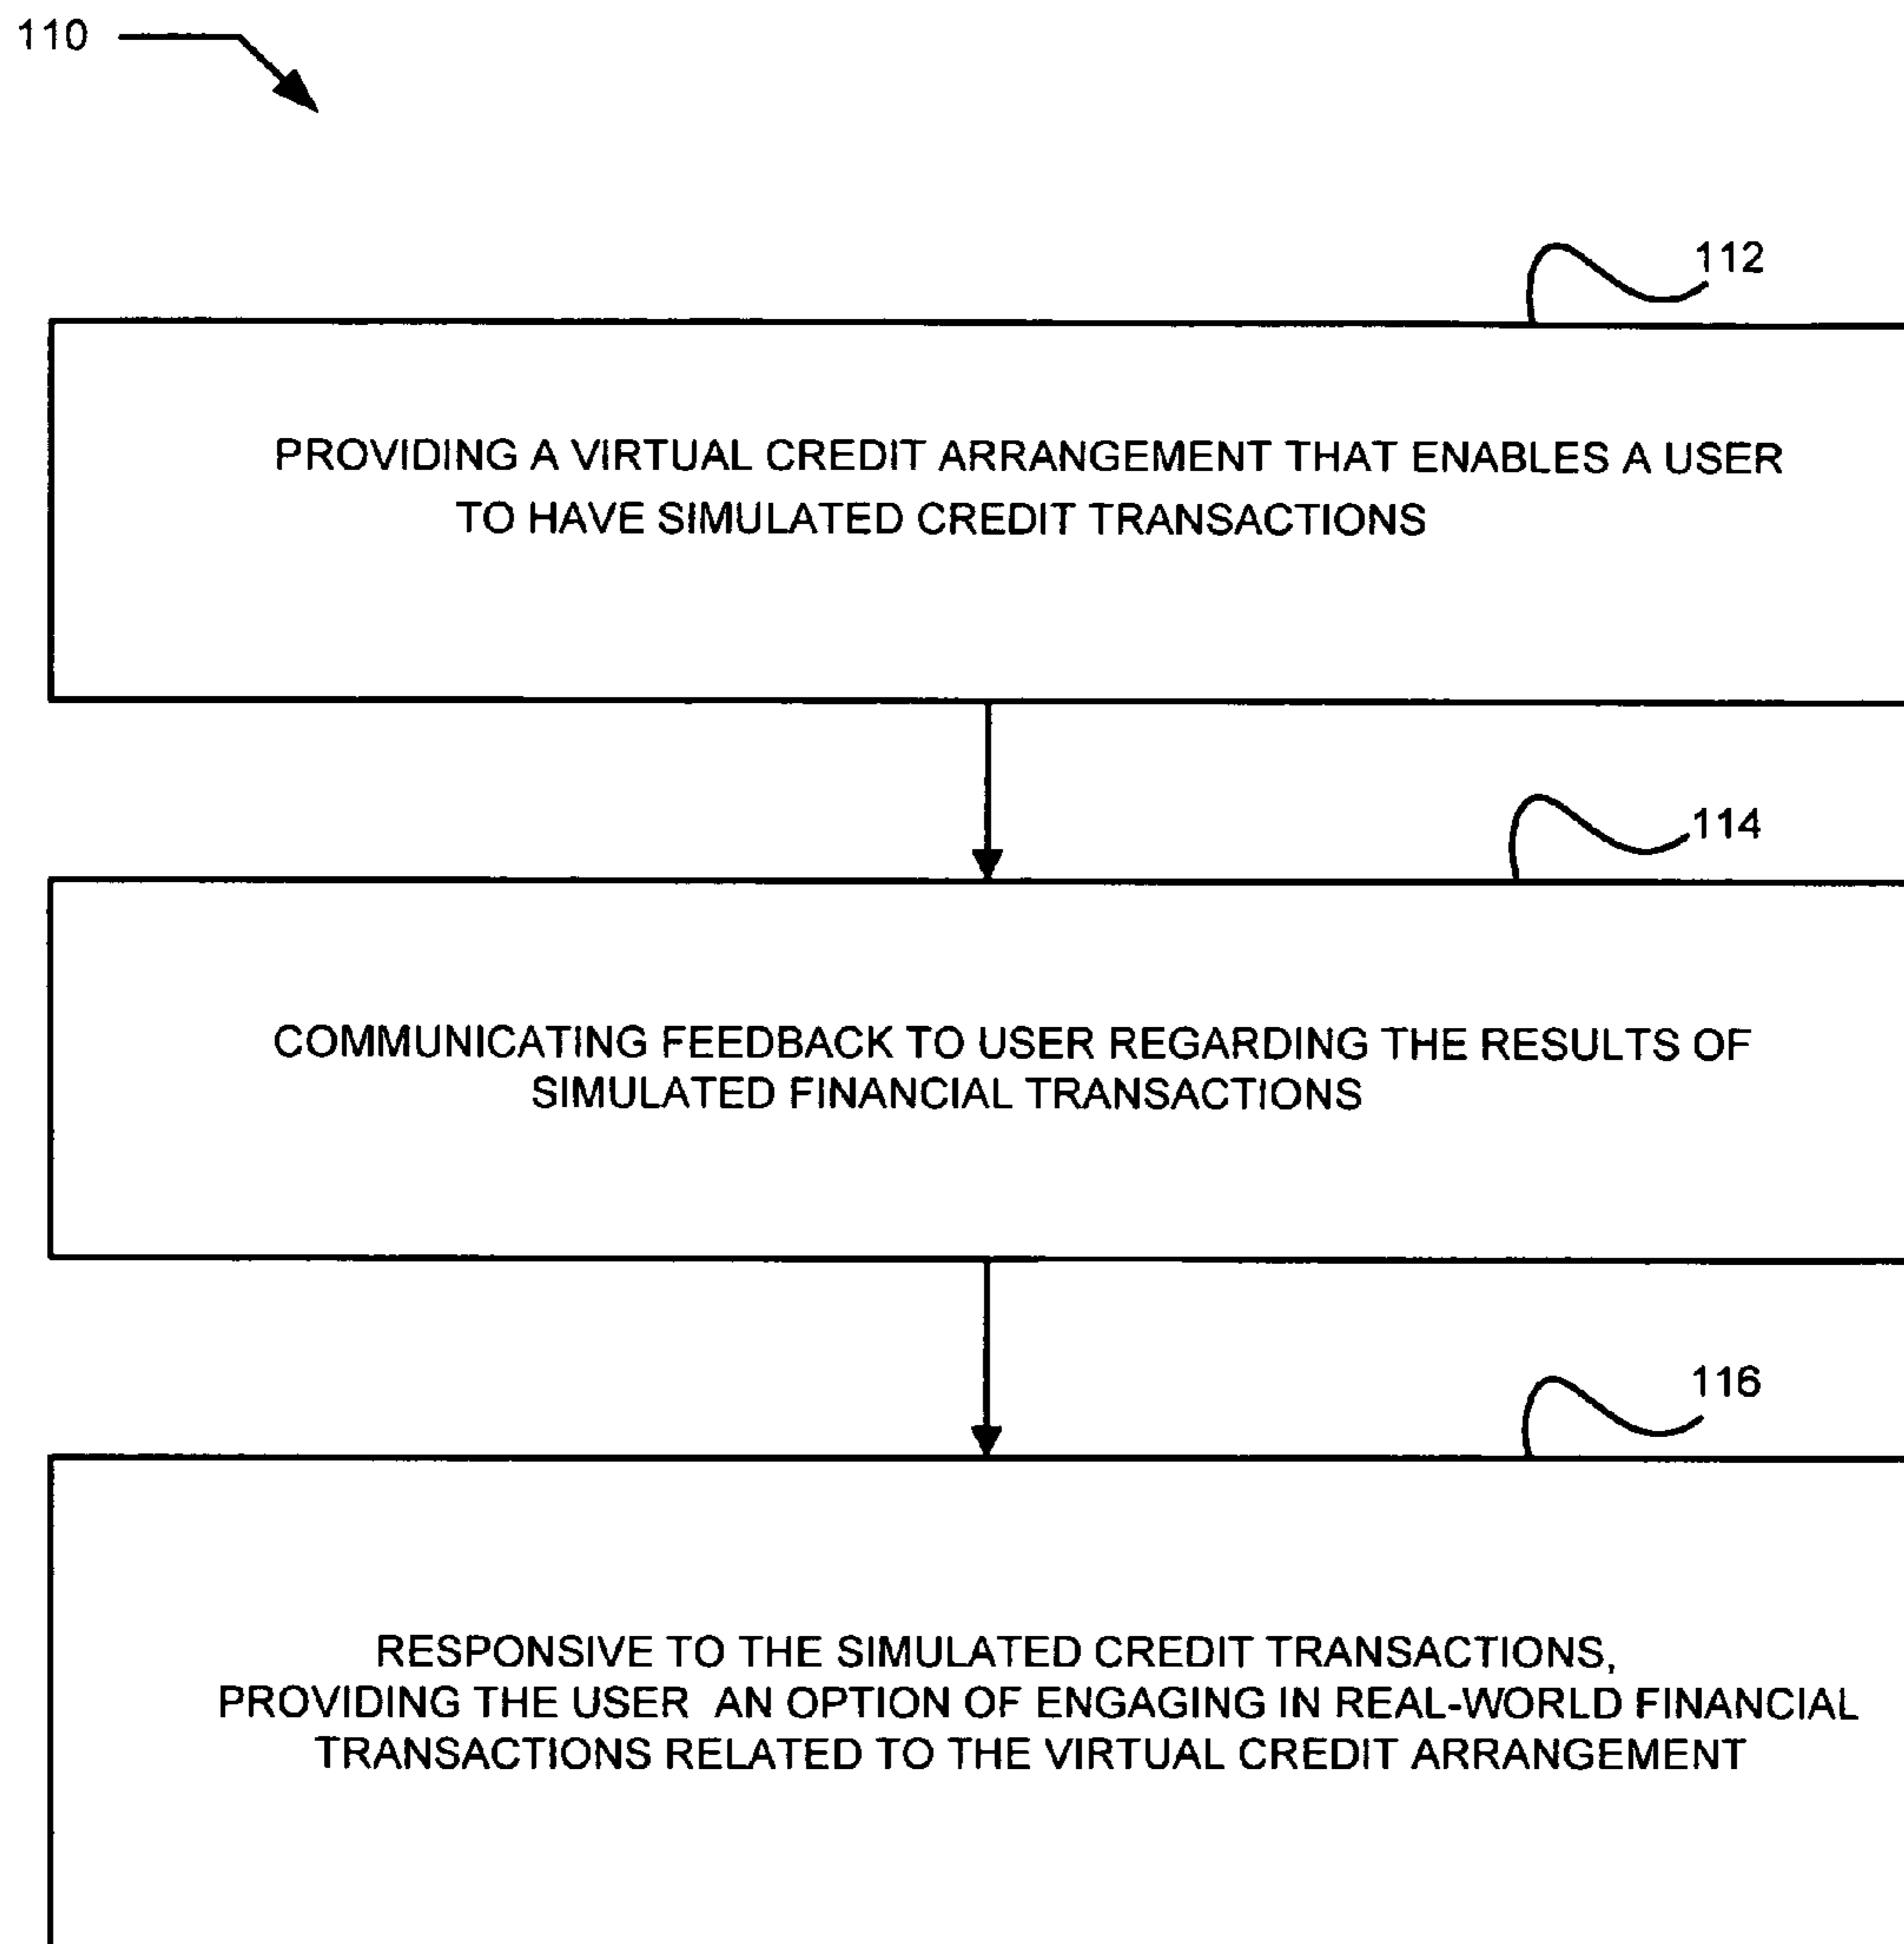 110
112
PROVIDING A VIRTUAL CREDIT ARRANGEMENT THAT ENABLES A USER
TO HAVE SIMULATED CREDIT TRANSACTIONS
114
COMMUNICATING FEEDBACK TO USER REGARDING THE RESULTS OF
SIMULATED FINANCIAL TRANSACTIONS
116
RESPONSIVE TO THE SIMULATED CREDIT TRANSACTIONS,
PROVIDING THE USER AN OPTION OF ENGAGING IN REAL-WORLD FINANCIAL
TRANSACTIONS RELATED TO THE VIRTUAL CREDIT ARRANGEMENT